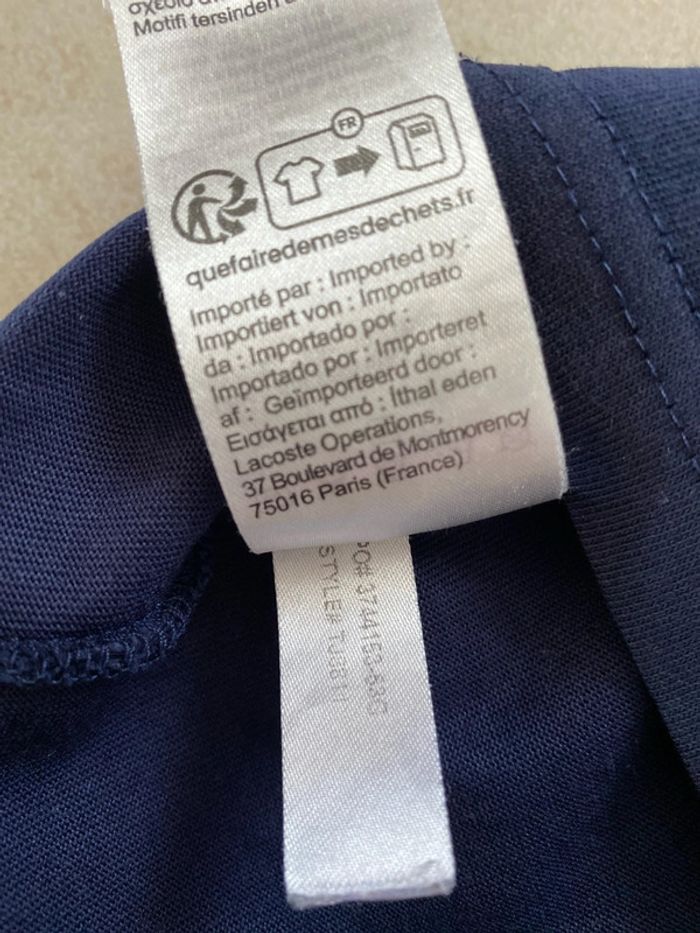 Motifi tersinden
FR
quefairedemesdechets.fr
Importé par : Imported by :
Importiert von : Importato
da : Importado por :
Importado por : Importeret
af : Geïmporteerd door :
Εισάγεται από : İthal eden
Lacoste Operations,
37 Boulevard de Montmorency
75016 Paris (France)
STYLE#